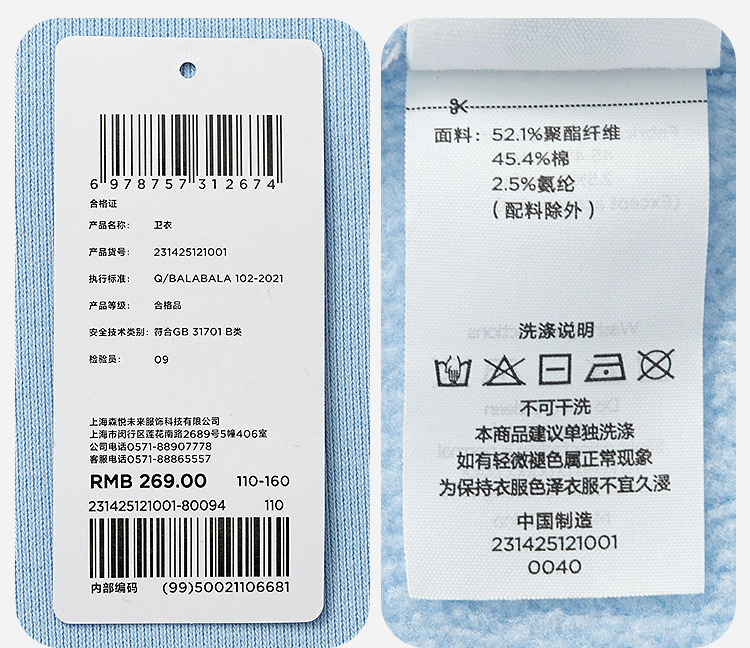 6 978757 312674
合格证
产品名称： 卫衣
产品货号： 231425121001
执行标准： Q/BALABALA 102-2021
产品等级： 合格品
安全技术类别：符合GB 31701 B类
检验员： 09
上海森悦未来服饰科技有限公司
上海市闵行区莲花南路2689号5幢406室
公司电话0571-88907778
客服电话0571-88865557
RMB 269.00 110-160
231425121001-80094 110
内部编码 (99)50021106681
面料：52.1%聚酯纤维
45.4%棉
2.5%氨纶
（配料除外）
洗涤说明
不可干洗
本商品建议单独洗涤
如有轻微褪色属正常现象
为保持衣服色泽衣服不宜久浸
中国制造
231425121001
0040